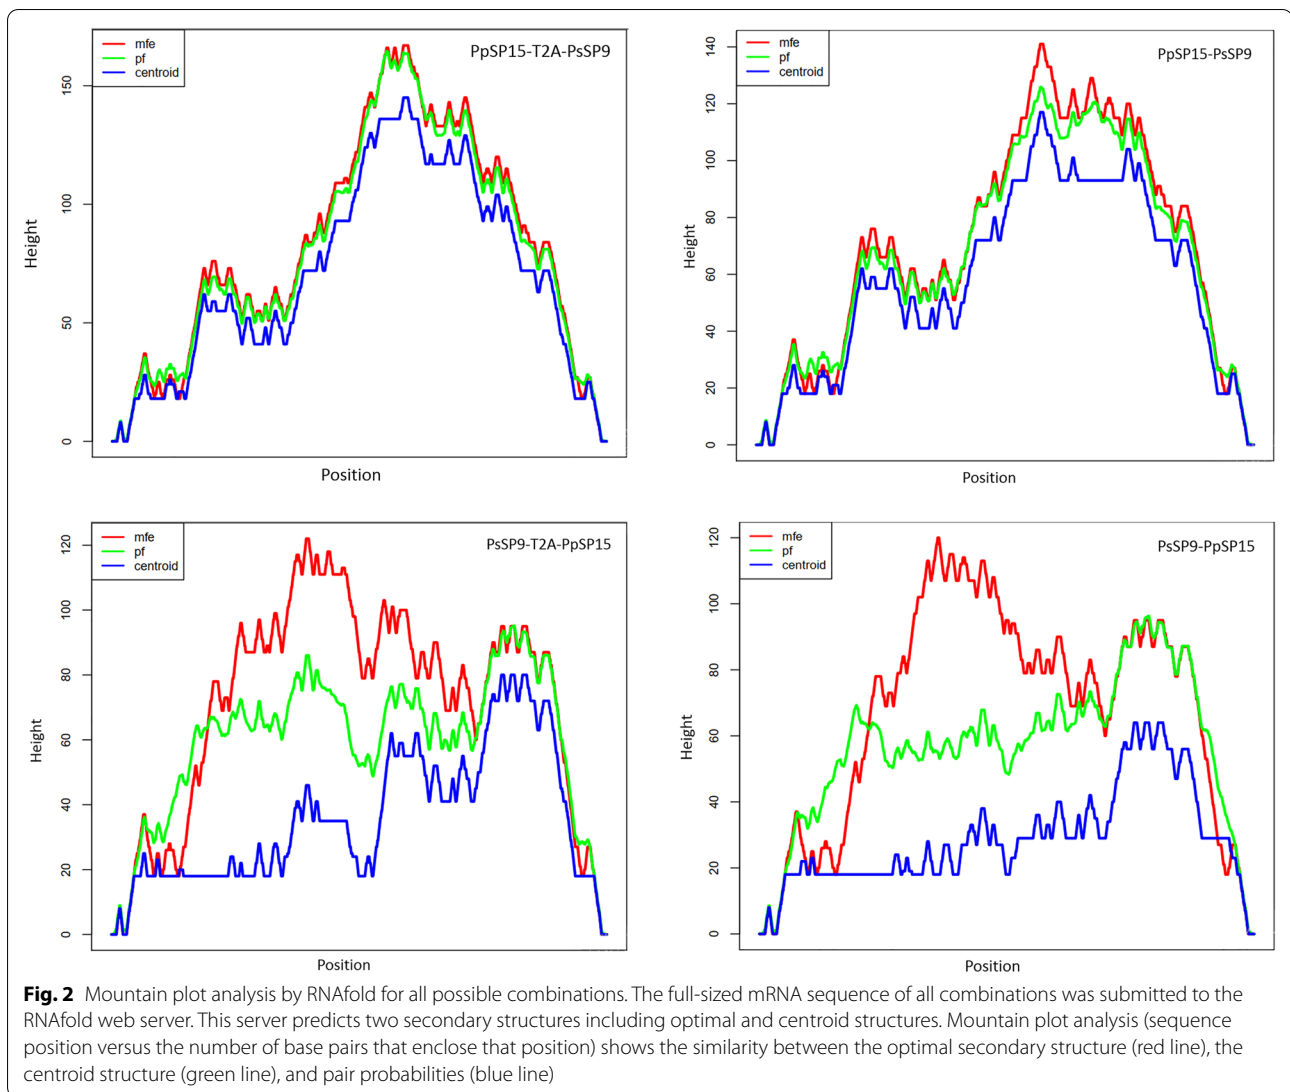 mfe
pf
centroid
PpSP15-T2A-PsSP9
Height
0
50
100
150
Position
mfe
pf
centroid
PpSP15-PsSP9
Height
0
20
40
60
80
100
120
140
Position
mfe
pf
centroid
PsSP9-T2A-PpSP15
Height
0
20
40
60
80
100
120
Position
mfe
pf
centroid
PsSP9-PpSP15
Height
0
20
40
60
80
100
120
Position
Fig. 2 Mountain plot analysis by RNAfold for all possible combinations. The full-sized mRNA sequence of all combinations was submitted to the
RNAfold web server. This server predicts two secondary structures including optimal and centroid structures. Mountain plot analysis (sequence
position versus the number of base pairs that enclose that position) shows the similarity between the optimal secondary structure (red line), the
centroid structure (green line), and pair probabilities (blue line)